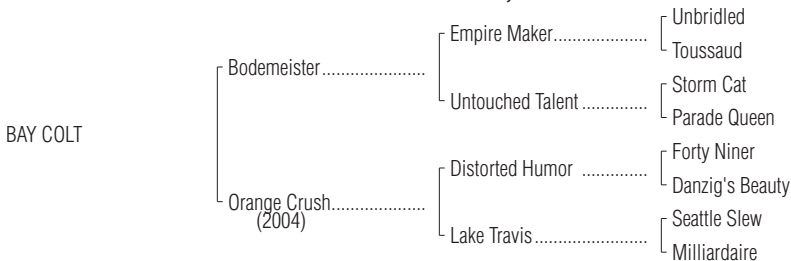 Unbridled
Empire Maker.....................
Toussaud
Bodemeister.......................
Storm Cat
Untouched Talent ..............
Parade Queen
BAY COLT
Forty Niner
Distorted Humor ..............
Danzig's Beauty
Orange Crush.....................
(2004)
Seattle Slew
Lake Travis.........................
Milliardaire